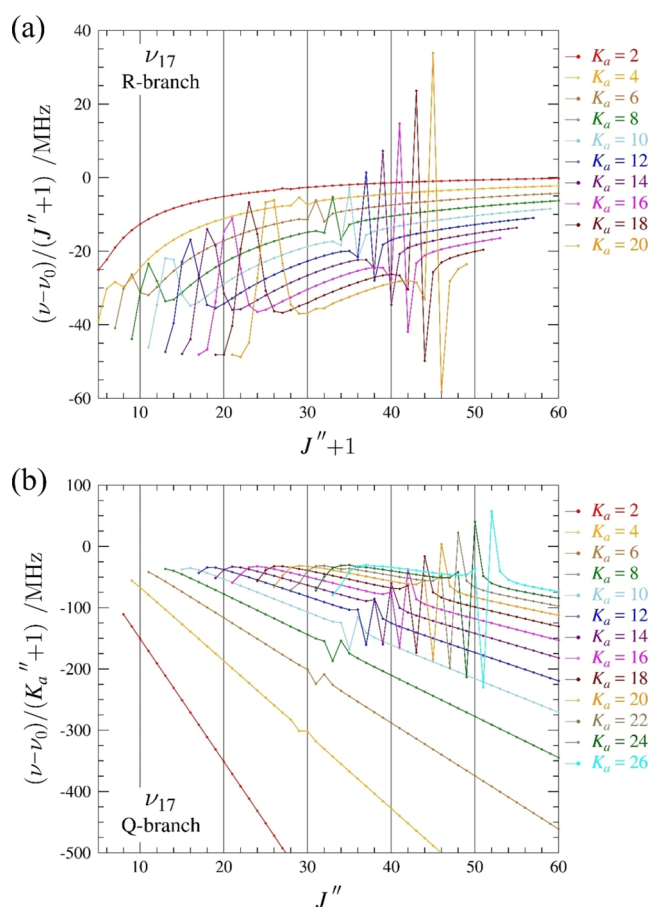 (a)
ν₁₇
R-branch
(ν−ν₀)/(J″+1) /MHz
40
20
0
−20
−40
−60
10
20
30
40
50
60
J″+1
Kₐ = 2
Kₐ = 4
Kₐ = 6
Kₐ = 8
Kₐ = 10
Kₐ = 12
Kₐ = 14
Kₐ = 16
Kₐ = 18
Kₐ = 20
(b)
ν₁₇
Q-branch
(ν−ν₀)/(Kₐ″+1) /MHz
100
0
−100
−200
−300
−400
−500
10
20
30
40
50
60
J″
Kₐ = 2
Kₐ = 4
Kₐ = 6
Kₐ = 8
Kₐ = 10
Kₐ = 12
Kₐ = 14
Kₐ = 16
Kₐ = 18
Kₐ = 20
Kₐ = 22
Kₐ = 24
Kₐ = 26